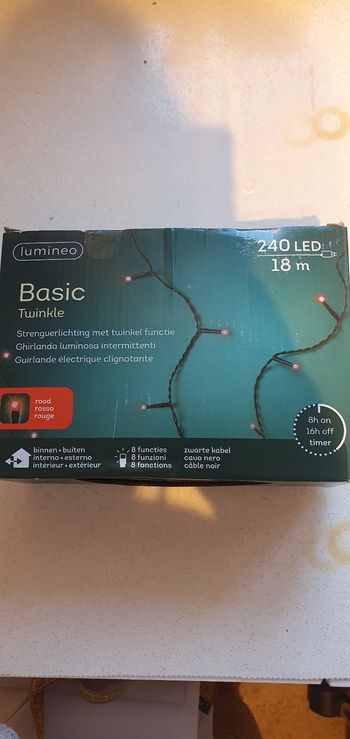 lumineo
240 LED
18 m
Basic
Twinkle
Strengverlichting met twinkel functie
Ghirlanda luminosa intermittenti
Guirlande électrique clignotante
rood
rosso
rouge
8h on
16h off
timer
binnen + buiten
interno + esterno
intérieur + extérieur
8 functies
8 funzioni
8 fonctions
zwarte kabel
cavo nero
câble noir